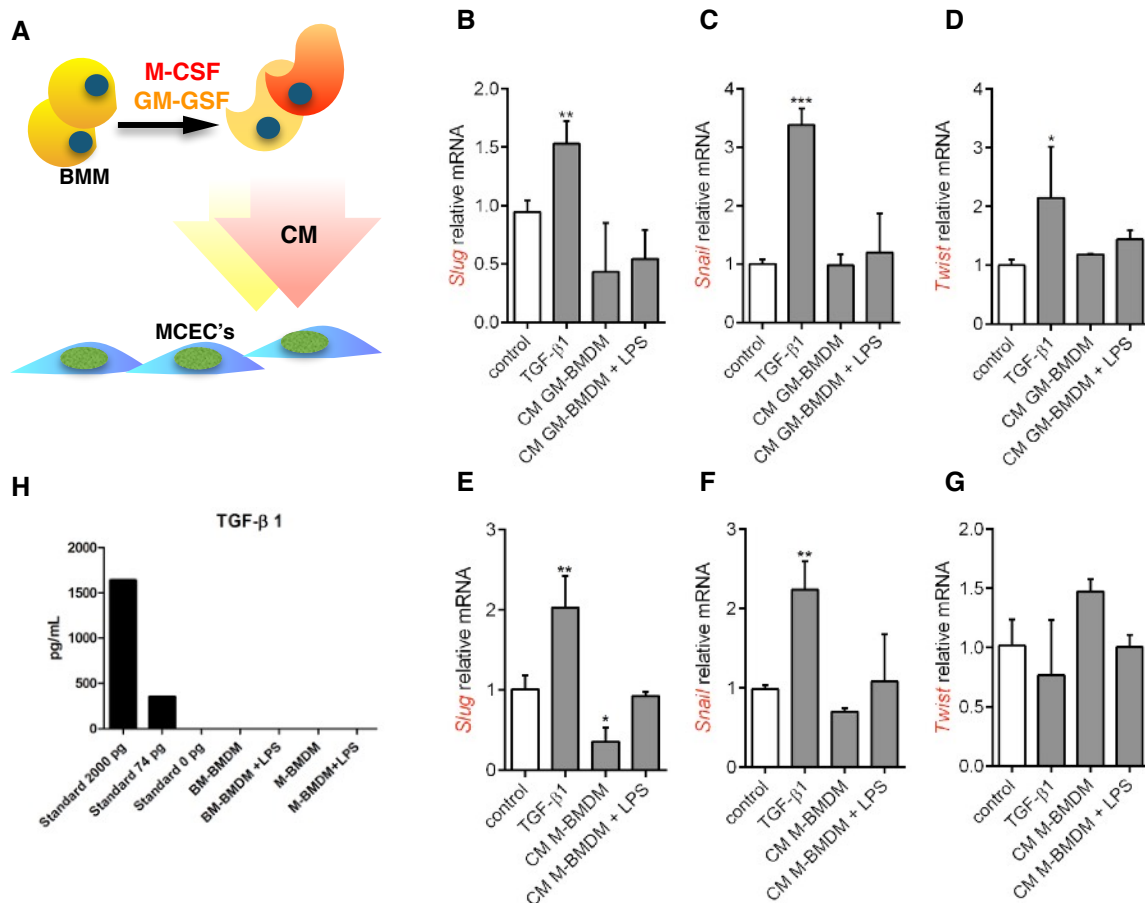 A
M-CSF
GM-GSF
BMM
CM
MCEC's
B
Slug relative mRNA
2.0
1.5
1.0
0.5
0.0
**
control
TGF-β1
CM GM-BMDM
CM GM-BMDM + LPS
C
Snail relative mRNA
4
3
2
1
0
***
control
TGF-β1
CM GM-BMDM
CM GM-BMDM + LPS
D
Twist relative mRNA
4
3
2
1
0
*
control
TGF-β1
CM GM-BMDM
CM GM-BMDM + LPS
H
TGF-β 1
pg/mL
2000
1500
1000
500
0
Standard 2000 pg
Standard 74 pg
Standard 0 pg
BM-BMDM
BM-BMDM +LPS
M-BMDM
M-BMDM+LPS
E
Slug relative mRNA
3
2
1
0
**
*
control
TGF-β1
CM M-BMDM
CM M-BMDM + LPS
F
Snail relative mRNA
3
2
1
0
**
control
TGF-β1
CM M-BMDM
CM M-BMDM + LPS
G
Twist relative mRNA
2.0
1.5
1.0
0.5
0.0
control
TGF-β1
CM M-BMDM
CM M-BMDM + LPS